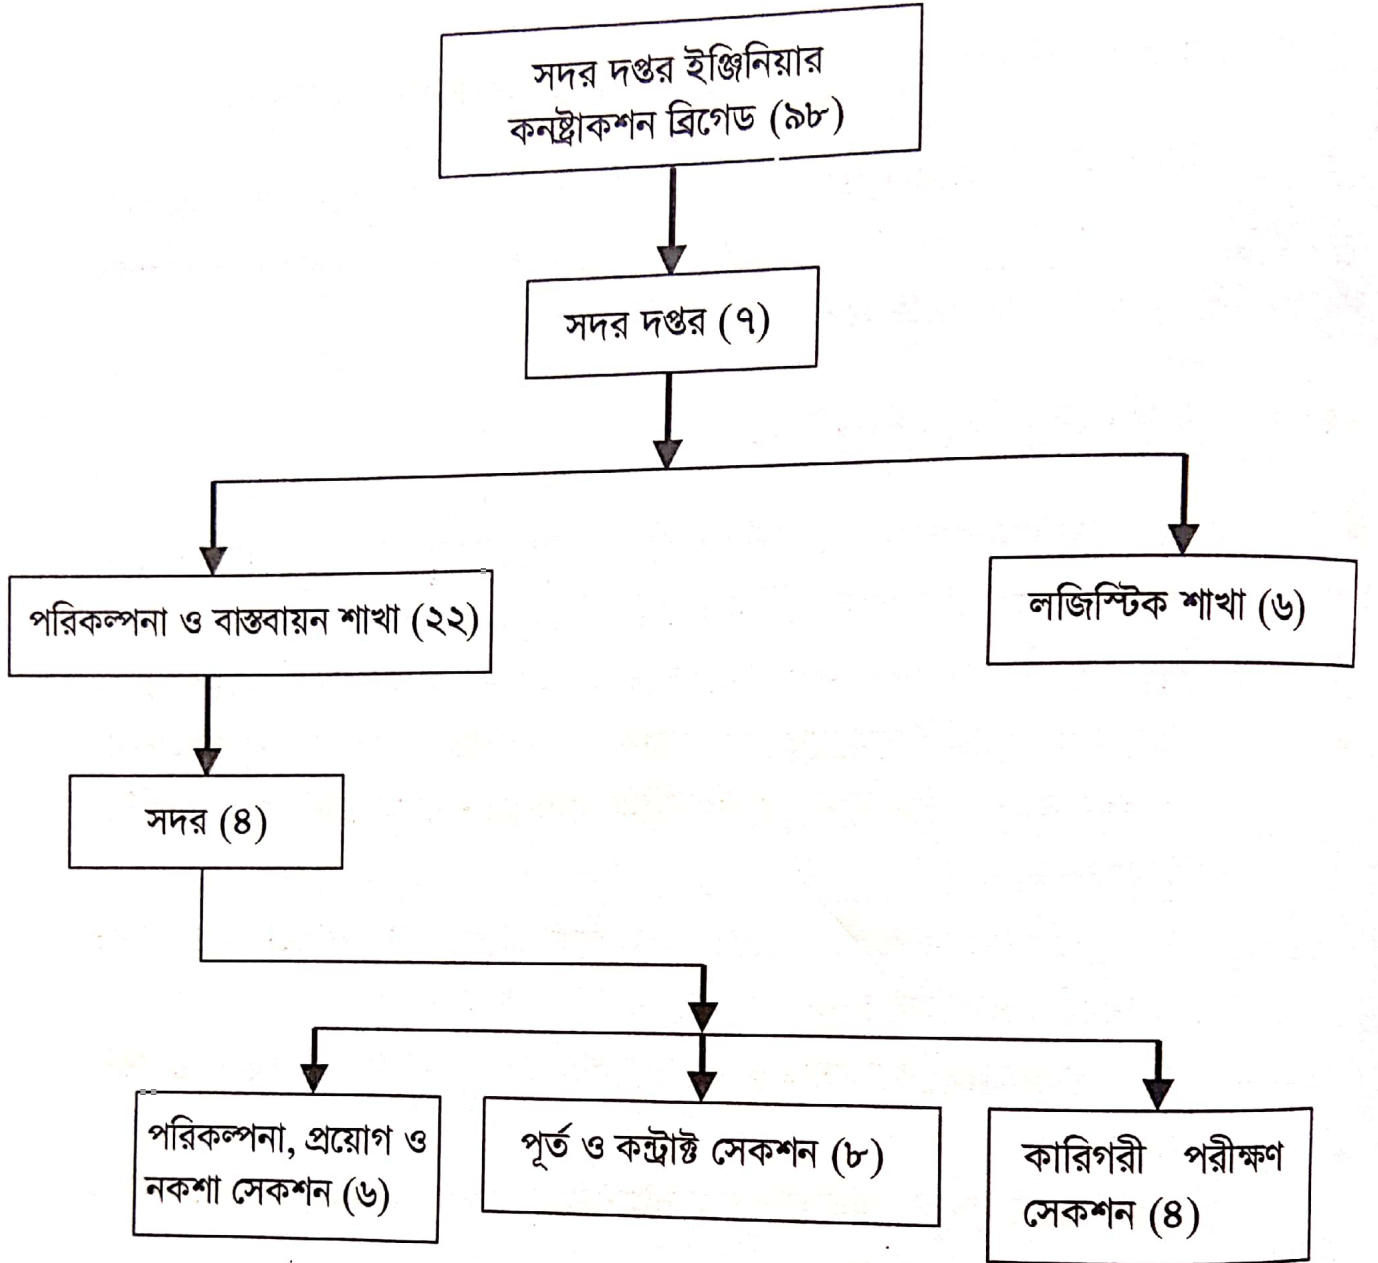 সদর দপ্তর ইঞ্জিনিয়ার
কনষ্ট্রাকশন ব্রিগেড (৯৮)
সদর দপ্তর (৭)
পরিকল্পনা ও বাস্তবায়ন শাখা (২২)
লজিস্টিক শাখা (৬)
সদর (৪)
পরিকল্পনা, প্রয়োগ ও
নকশা সেকশন (৬)
পূর্ত ও কন্ট্রাক্ট সেকশন (৮)
কারিগরী পরীক্ষণ
সেকশন (৪)